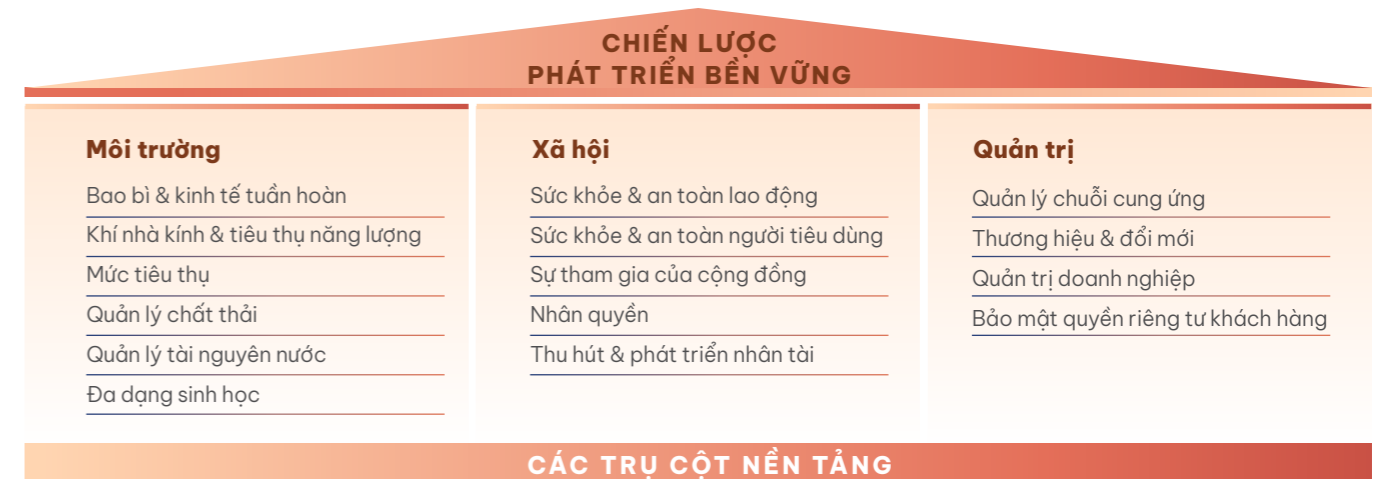 CHIẾN LƯỢC
PHÁT TRIỂN BỀN VỮNG
Môi trường
Bao bì & kinh tế tuần hoàn
Khí nhà kính & tiêu thụ năng lượng
Mức tiêu thụ
Quản lý chất thải
Quản lý tài nguyên nước
Đa dạng sinh học
Xã hội
Sức khỏe & an toàn lao động
Sức khỏe & an toàn người tiêu dùng
Sự tham gia của cộng đồng
Nhân quyền
Thu hút & phát triển nhân tài
Quản trị
Quản lý chuỗi cung ứng
Thương hiệu & đổi mới
Quản trị doanh nghiệp
Bảo mật quyền riêng tư khách hàng
CÁC TRỤ CỘT NỀN TẢNG